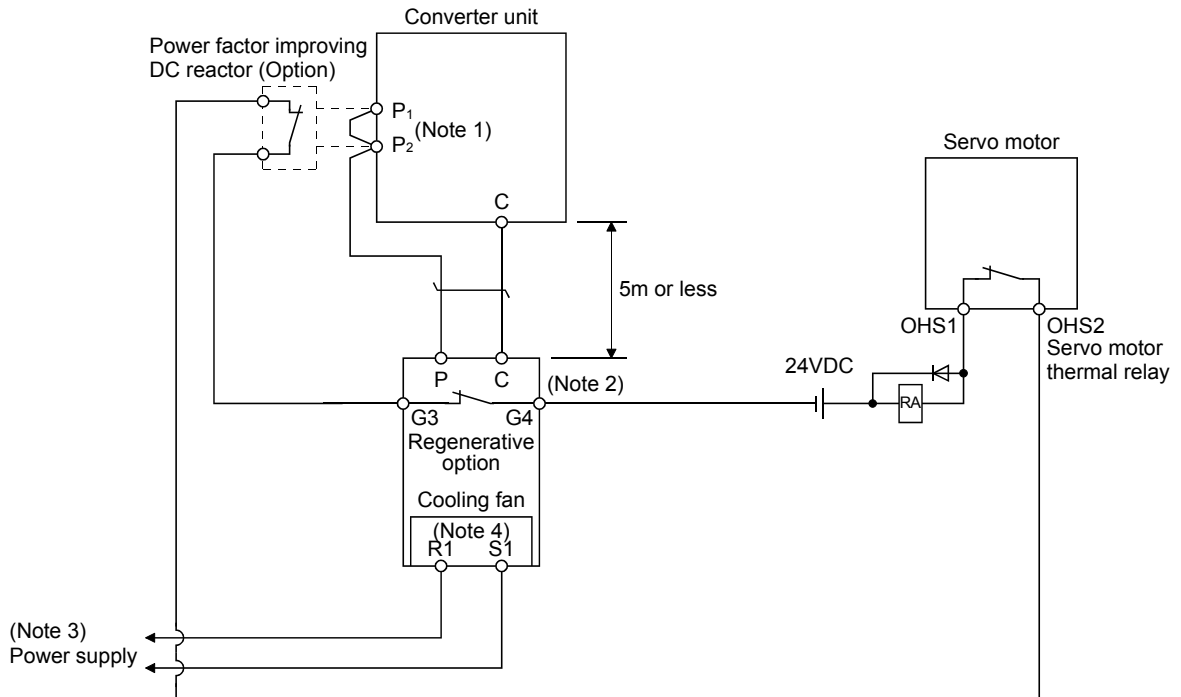 Converter unit
Power factor improving
DC reactor (Option)
P1
(Note 1)
P2
C
Servo motor
5m or less
OHS1
OHS2
Servo motor
thermal relay
24VDC
RA
P
C
(Note 2)
G3
G4
Regenerative
option
Cooling fan
(Note 4)
R1
S1
(Note 3)
Power supply